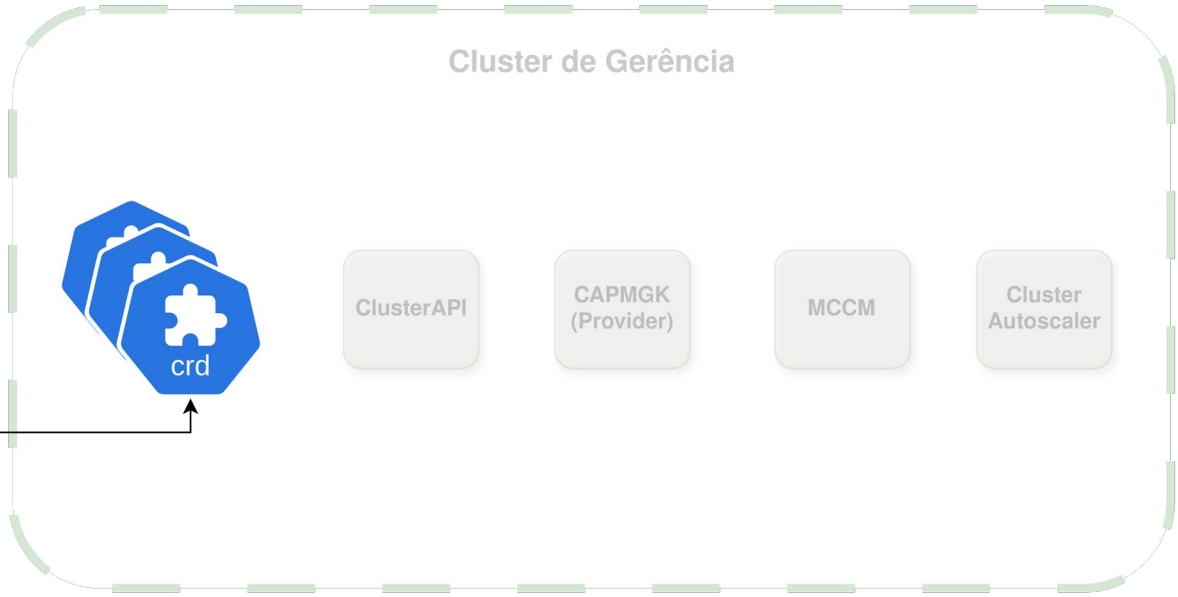 Cluster de Gerência
crd
ClusterAPI
CAPMGK
(Provider)
MCCM
Cluster
Autoscaler